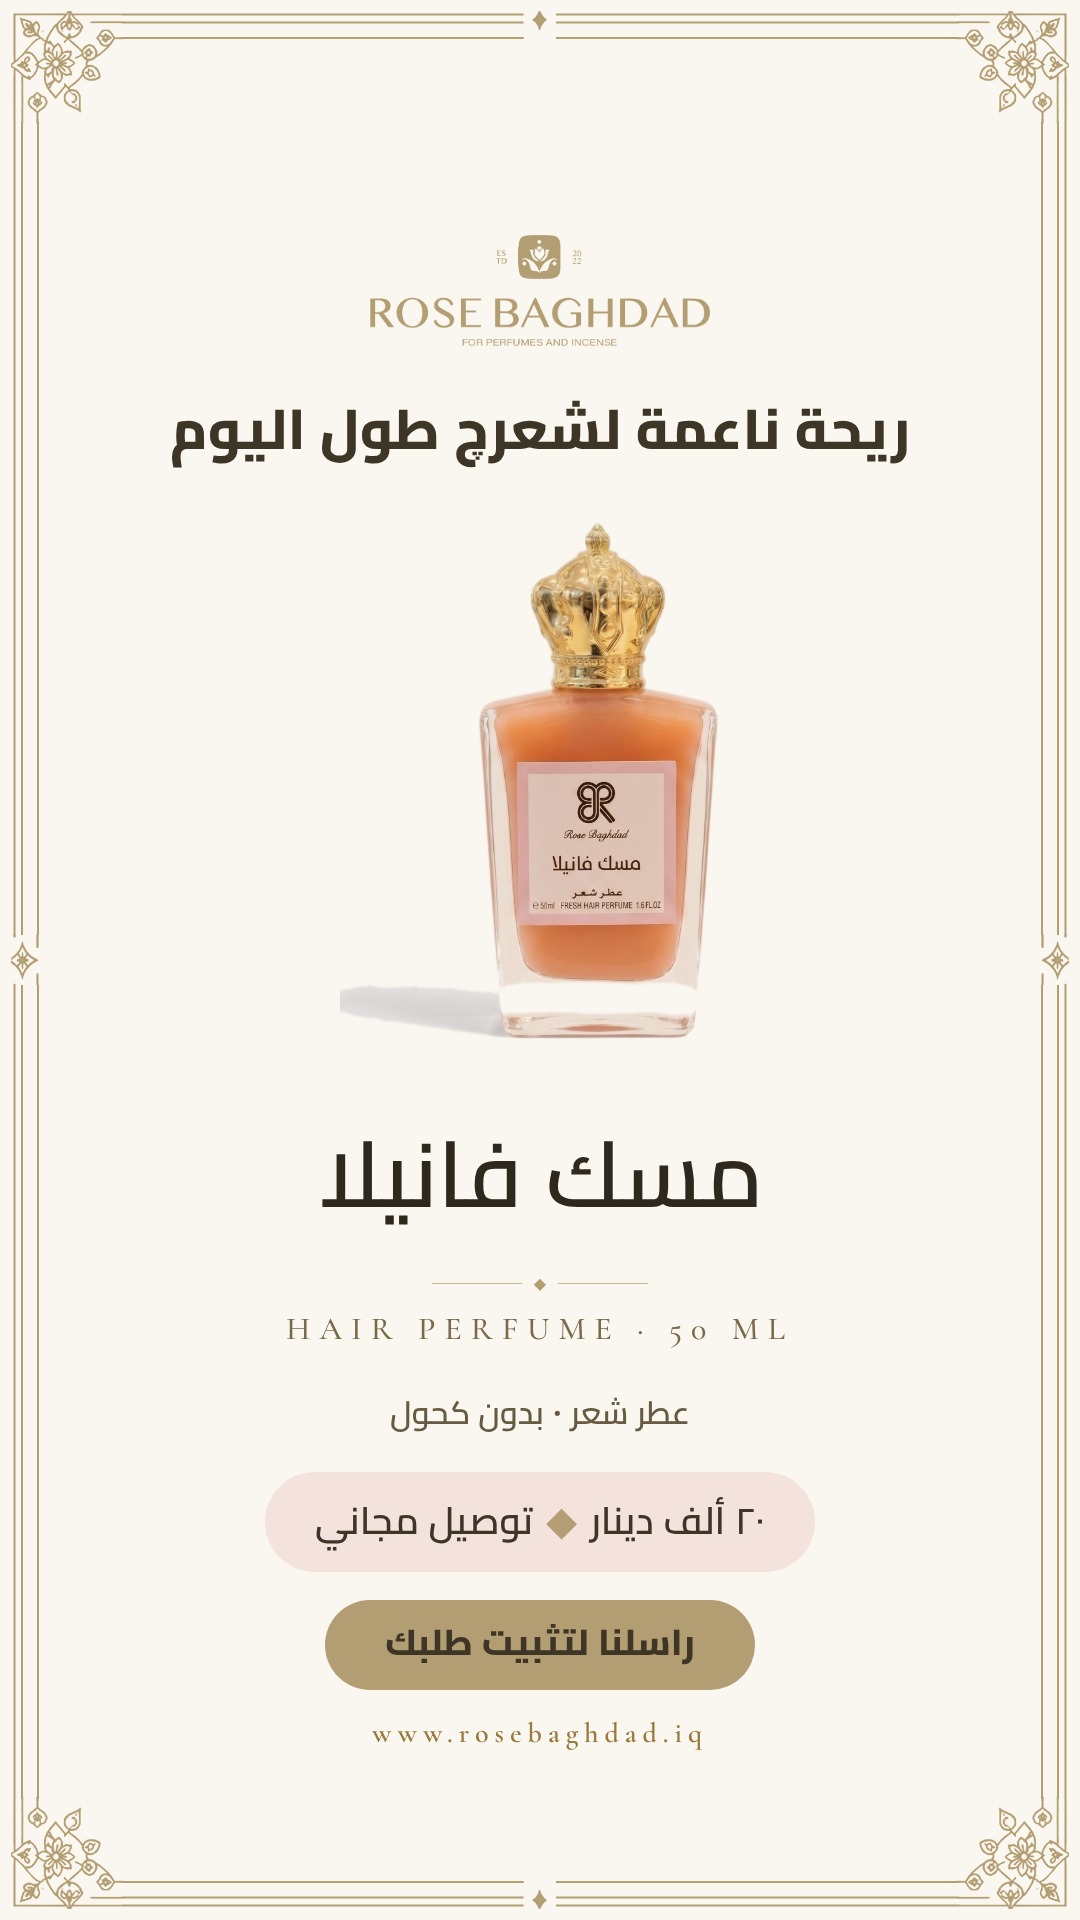 ES
TD
20
22
ROSE BAGHDAD
FOR PERFUMES AND INCENSE
ريحة ناعمة لشعرچ طول اليوم
Rose Baghdad
مسك فانيلا
عطر شعر
℮ 50ml FRESH HAIR PERFUME 1.6 FL.OZ
مسك فانيلا
HAIR PERFUME · 50 ML
عطر شعر · بدون كحول
٢٠ ألف دينار ◆ توصيل مجاني
راسلنا لتثبيت طلبك
www.rosebaghdad.iq